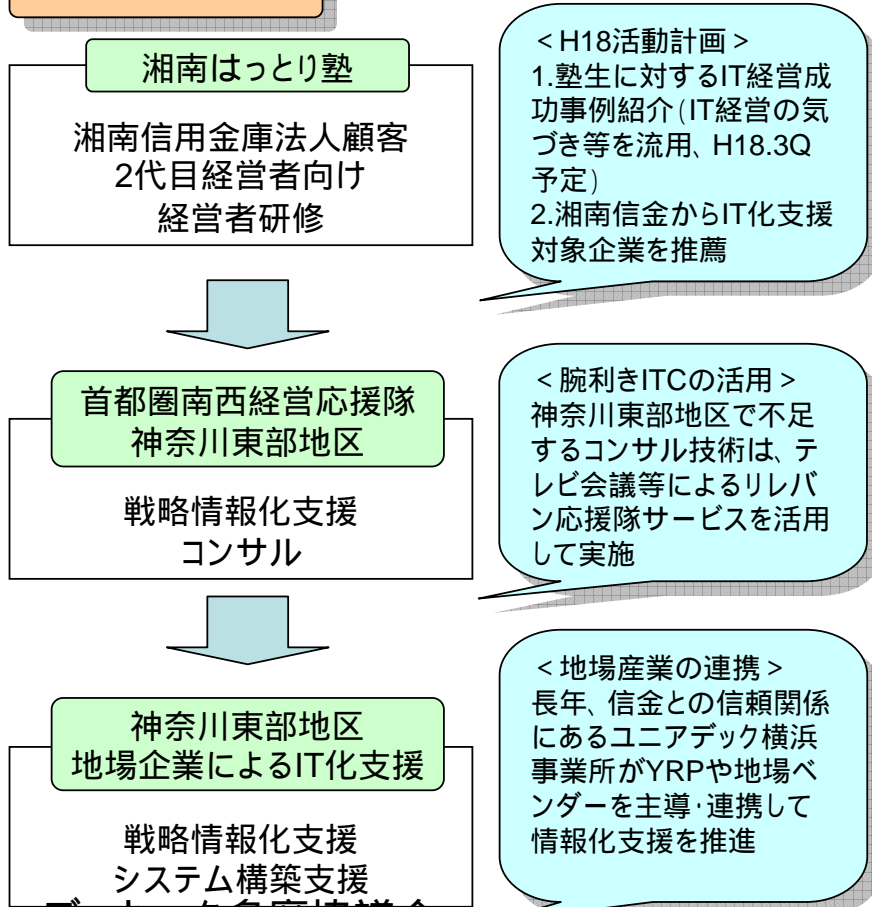 湘南はっとり塾
湘南信用金庫法人顧客
2代目経営者向け
経営者研修
＜H18活動計画＞
1.塾生に対するIT経営成
功事例紹介(IT経営の気
づき等を流用、H18.3Q
予定)
2.湘南信金からIT化支援
対象企業を推薦
首都圏南西経営応援隊
神奈川東部地区
戦略情報化支援
コンサル
＜腕利きITCの活用＞
神奈川東部地区で不足
するコンサル技術は、テ
レビ会議等によるリレバ
ン応援隊サービスを活用
して実施
神奈川東部地区
地場企業によるIT化支援
戦略情報化支援
システム構築支援
＜地場産業の連携＞
長年、信金との信頼関係
にあるユニアデック横浜
事業所がYRPや地場ベ
ンダーを主導・連携して
情報化支援を推進